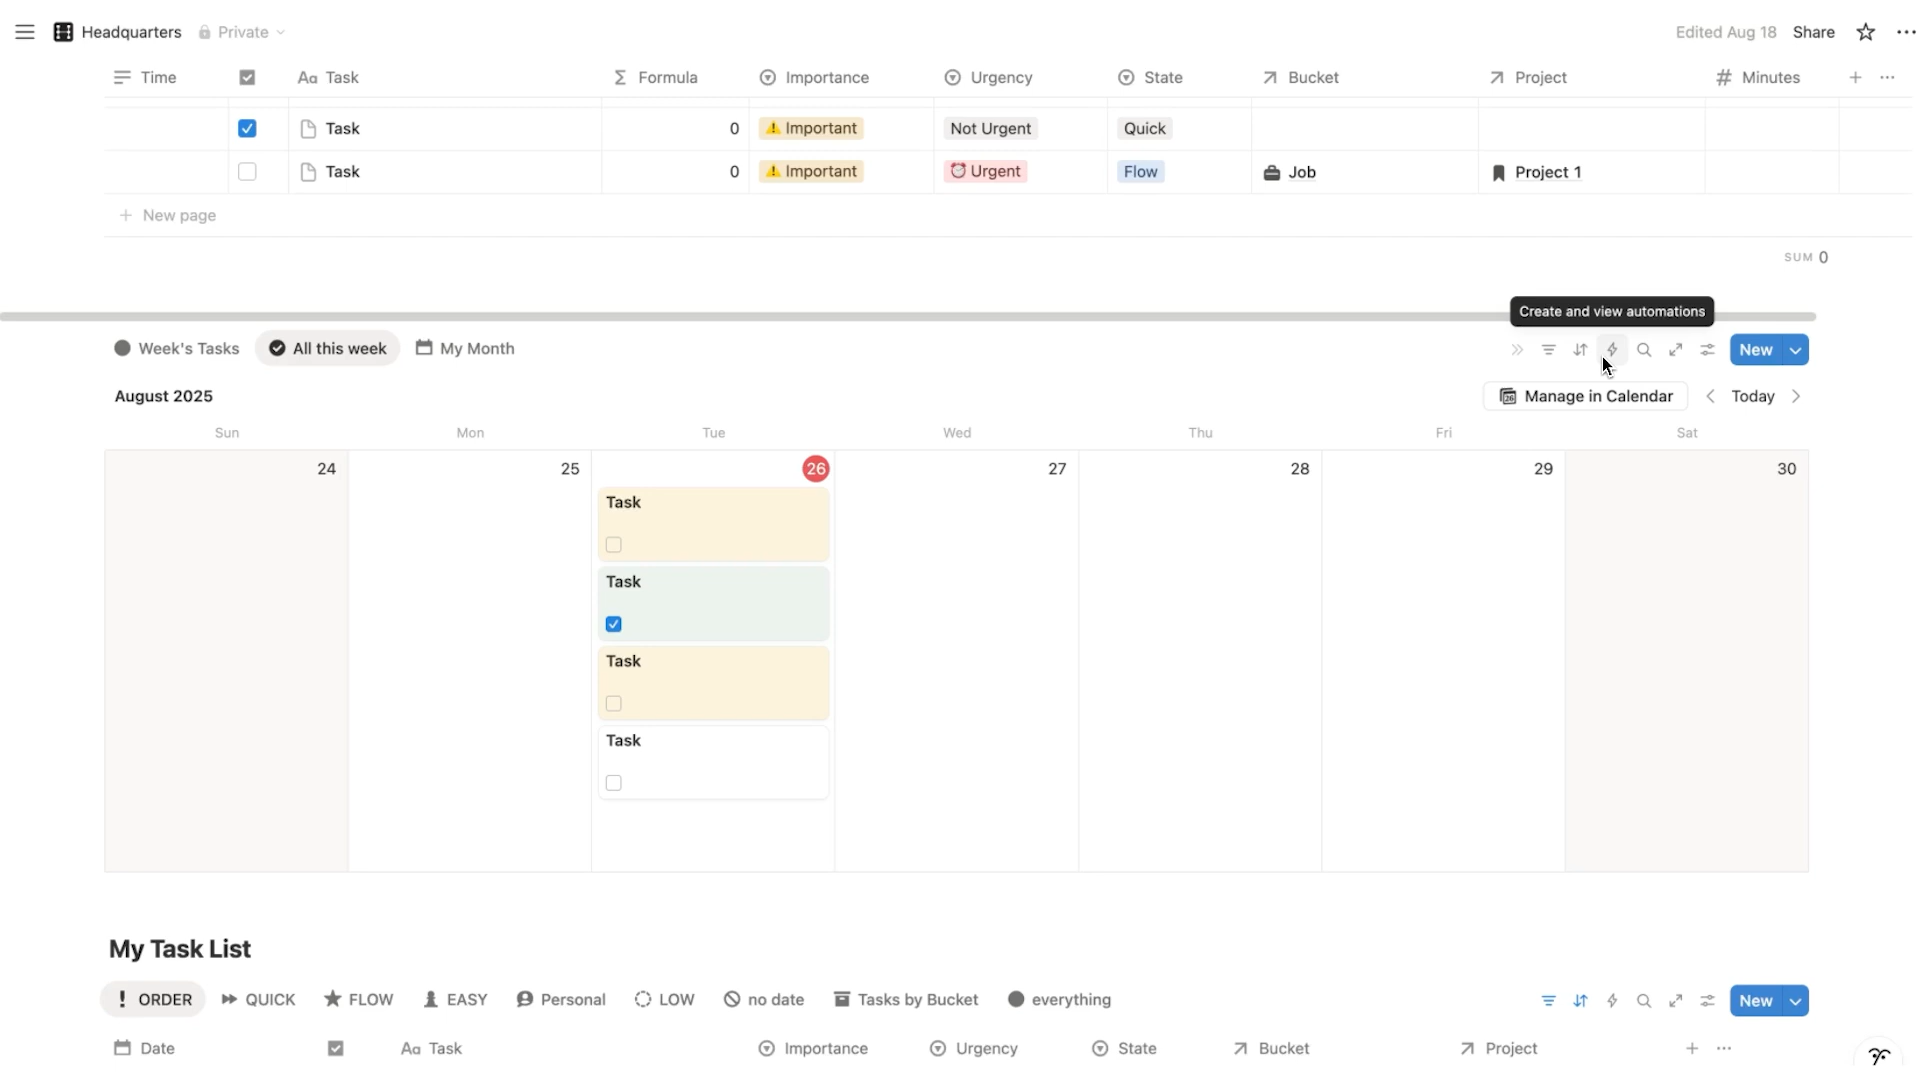 Headquarters Private Edited Aug 18 Share
Time Aa Task Σ Formula Importance Urgency State Bucket Project # Minutes
Task 0 Important Not Urgent Quick
Task 0 Important Urgent Flow Job Project 1
+ New page
SUM 0
Create and view automations
Week's Tasks All this week My Month New
August 2025 Manage in Calendar Today
Sun Mon Tue Wed Thu Fri Sat
24 25 26 27 28 29 30
Task
Task
Task
Task
My Task List
ORDER QUICK FLOW EASY Personal LOW no date Tasks by Bucket everything New
Date Aa Task Importance Urgency State Bucket Project